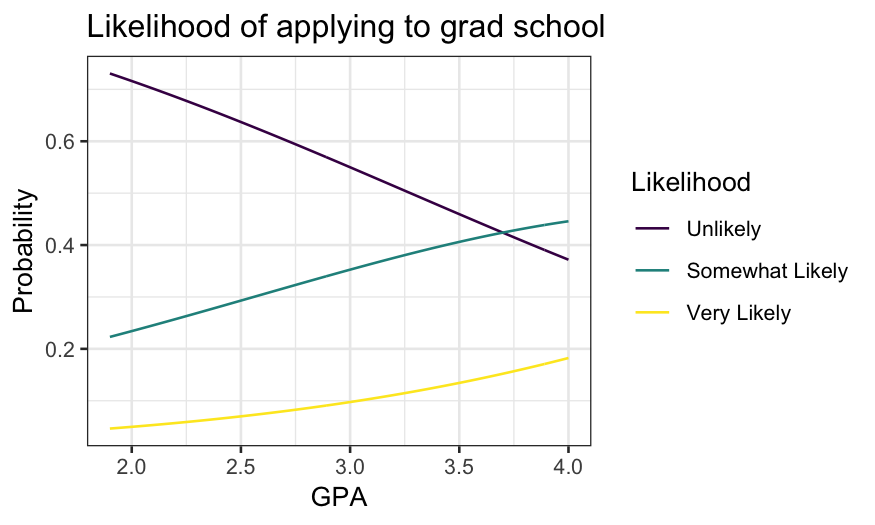 Likelihood of applying to grad school
Probability
0.6
0.4
0.2
2.0 2.5 3.0 3.5 4.0
GPA
Likelihood
Unlikely
Somewhat Likely
Very Likely